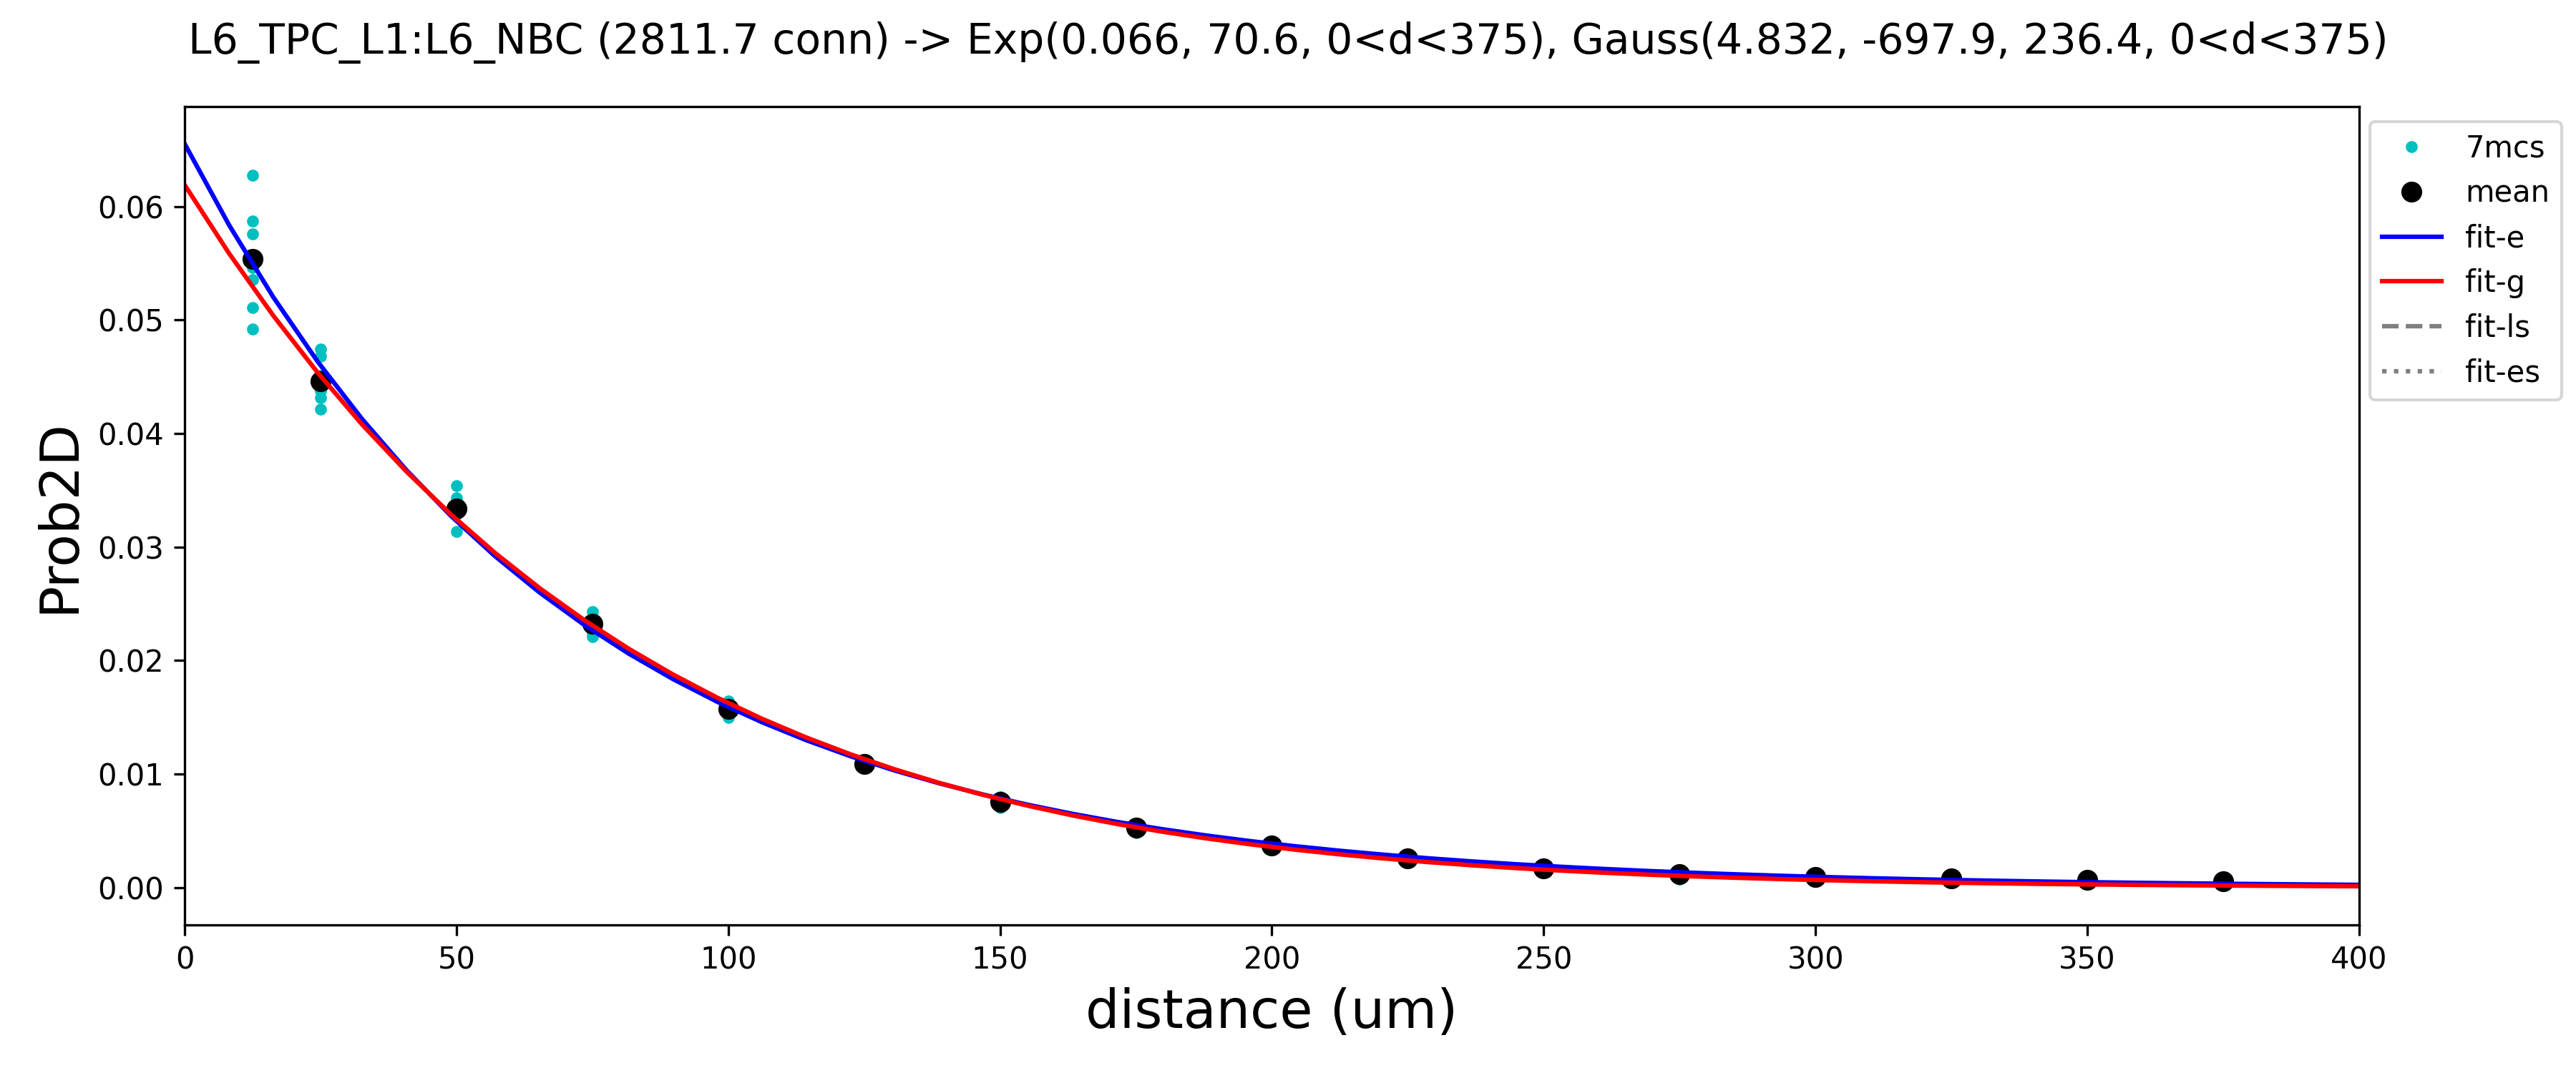 L6_TPC_L1:L6_NBC (2811.7 conn) -> Exp(0.066, 70.6, 0<d<375), Gauss(4.832, -697.9, 236.4, 0<d<375)
7mcs
mean
fit-e
fit-g
fit-ls
fit-es
Prob2D
0.06
0.05
0.04
0.03
0.02
0.01
0.00
0 50 100 150 200 250 300 350 400
distance (um)